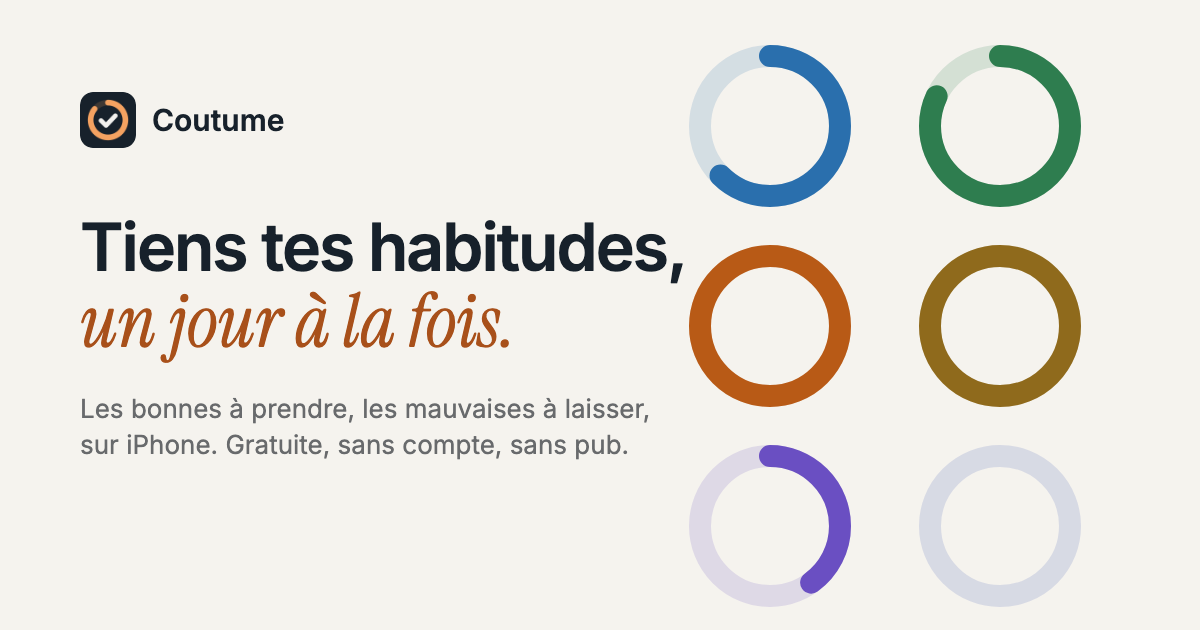 Coutume
Tiens tes habitudes,
un jour à la fois.
Les bonnes à prendre, les mauvaises à laisser,
sur iPhone. Gratuite, sans compte, sans pub.